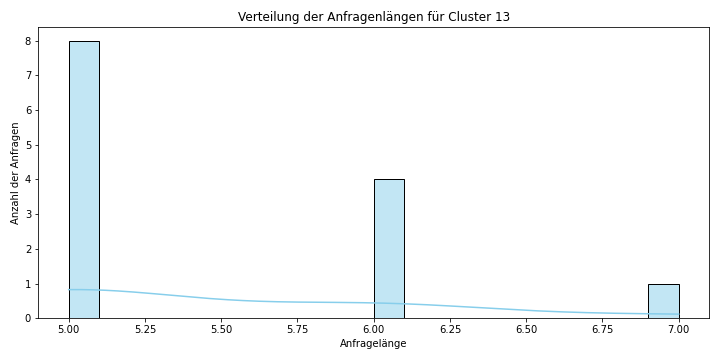 Verteilung der Anfragenlängen für Cluster 13
Anzahl der Anfragen
8
7
6
5
4
3
2
1
0
5.00 5.25 5.50 5.75 6.00 6.25 6.50 6.75 7.00
Anfragelänge